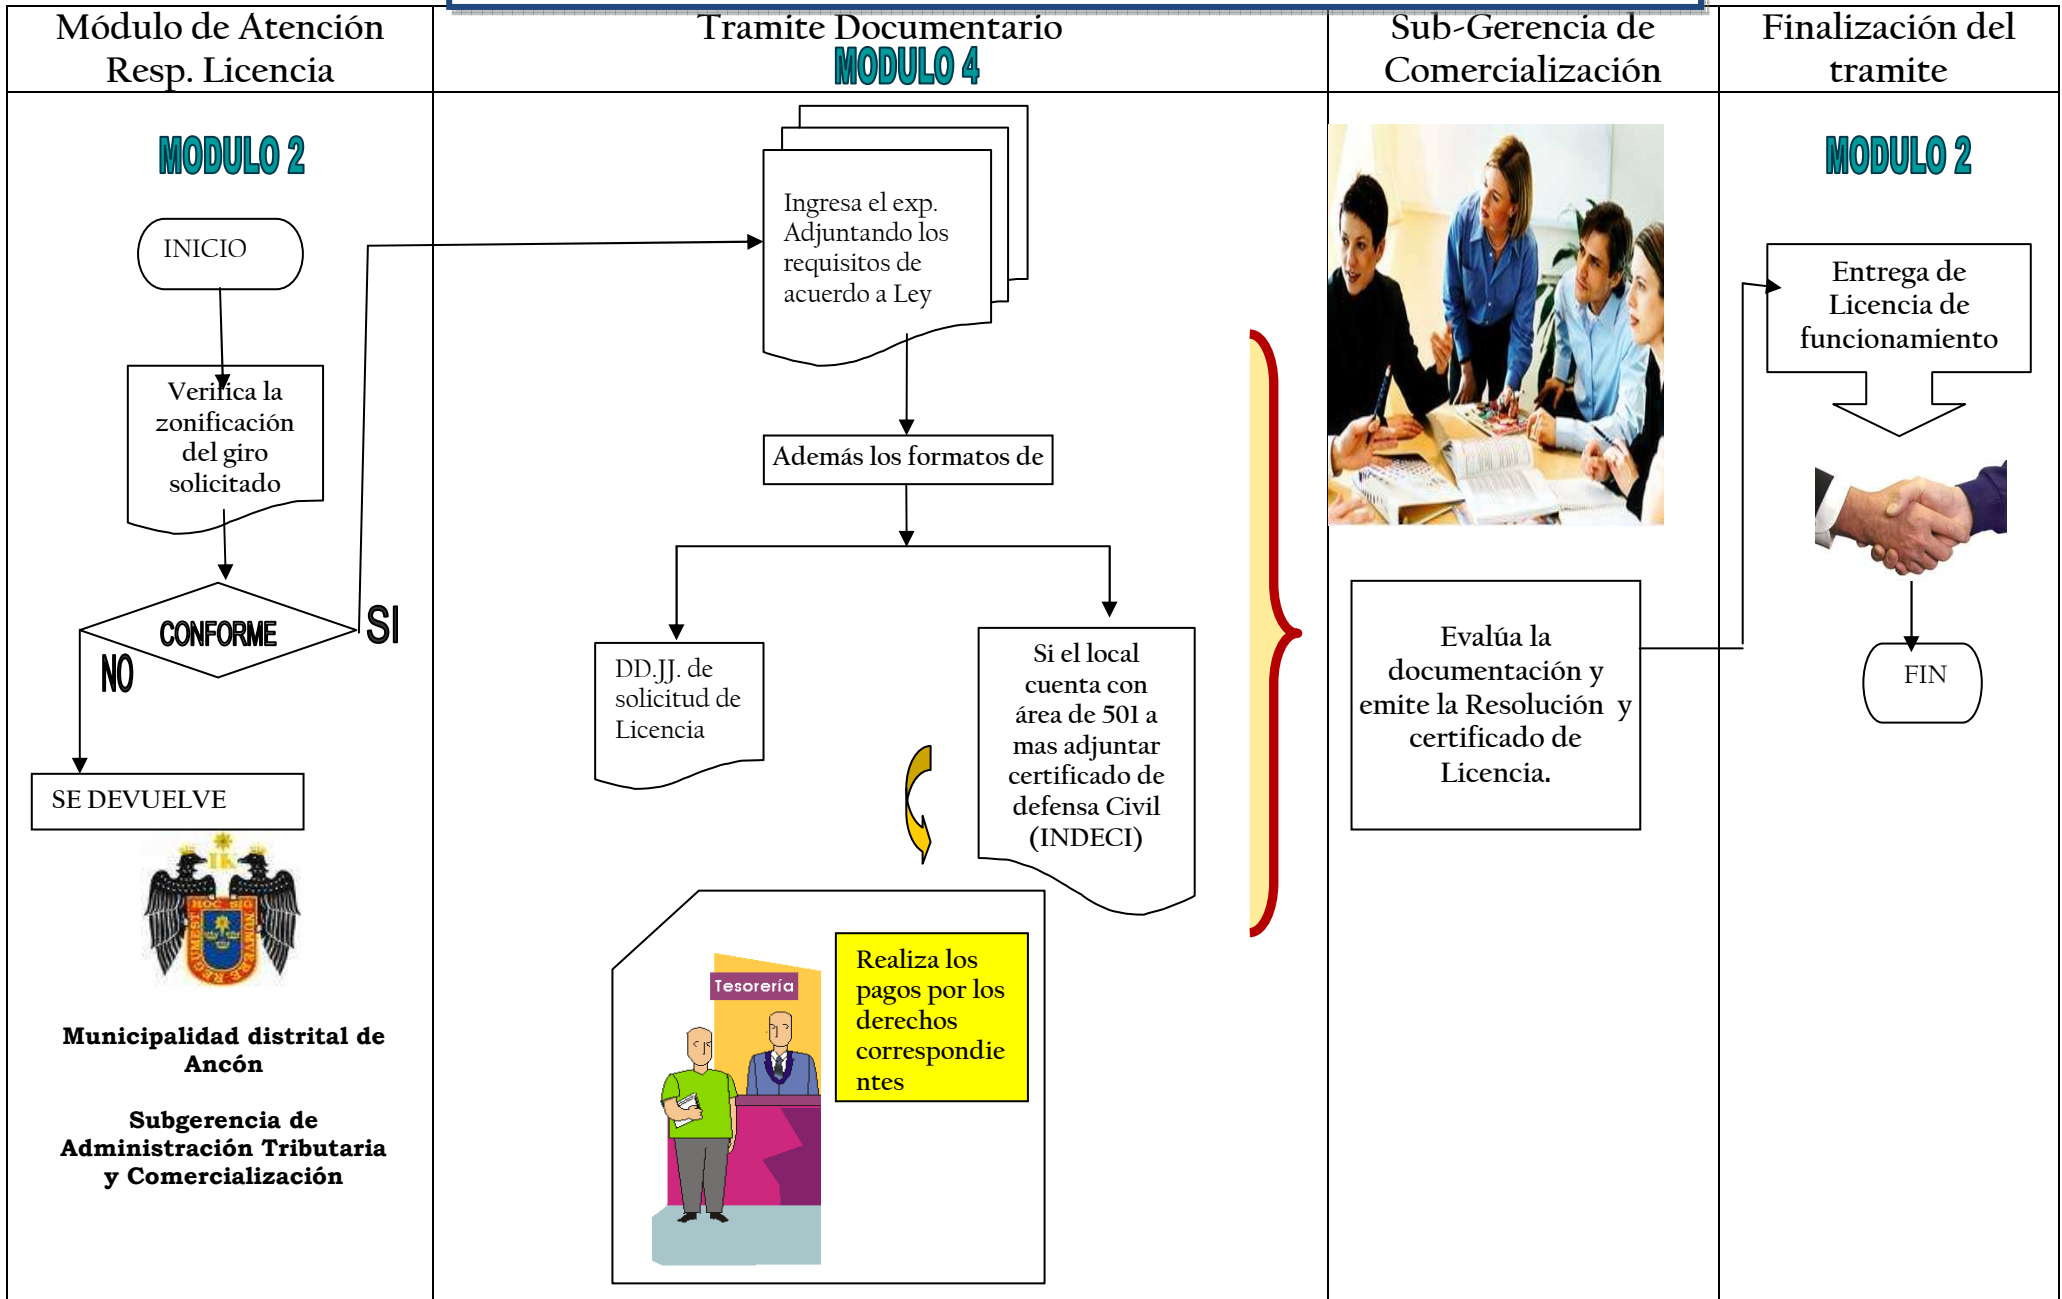 Módulo de Atención
Resp. Licencia
Tramite Documentario
MODULO 4
Sub-Gerencia de
Comercialización
Finalización del
tramite
MODULO 2
INICIO
Verifica la
zonificación
del giro
solicitado
CONFORME
SI
NO
SE DEVUELVE
IK
HOC SIG
Municipalidad distrital de
Ancón
Subgerencia de
Administración Tributaria
y Comercialización
Ingresa el exp.
Adjuntando los
requisitos de
acuerdo a Ley
Además los formatos de
DD.JJ. de
solicitud de
Licencia
Si el local
cuenta con
área de 501 a
mas adjuntar
certificado de
defensa Civil
(INDECI)
Tesorería
Realiza los
pagos por los
derechos
correspondie
ntes
Evalúa la
documentación y
emite la Resolución y
certificado de
Licencia.
MODULO 2
Entrega de
Licencia de
funcionamiento
FIN